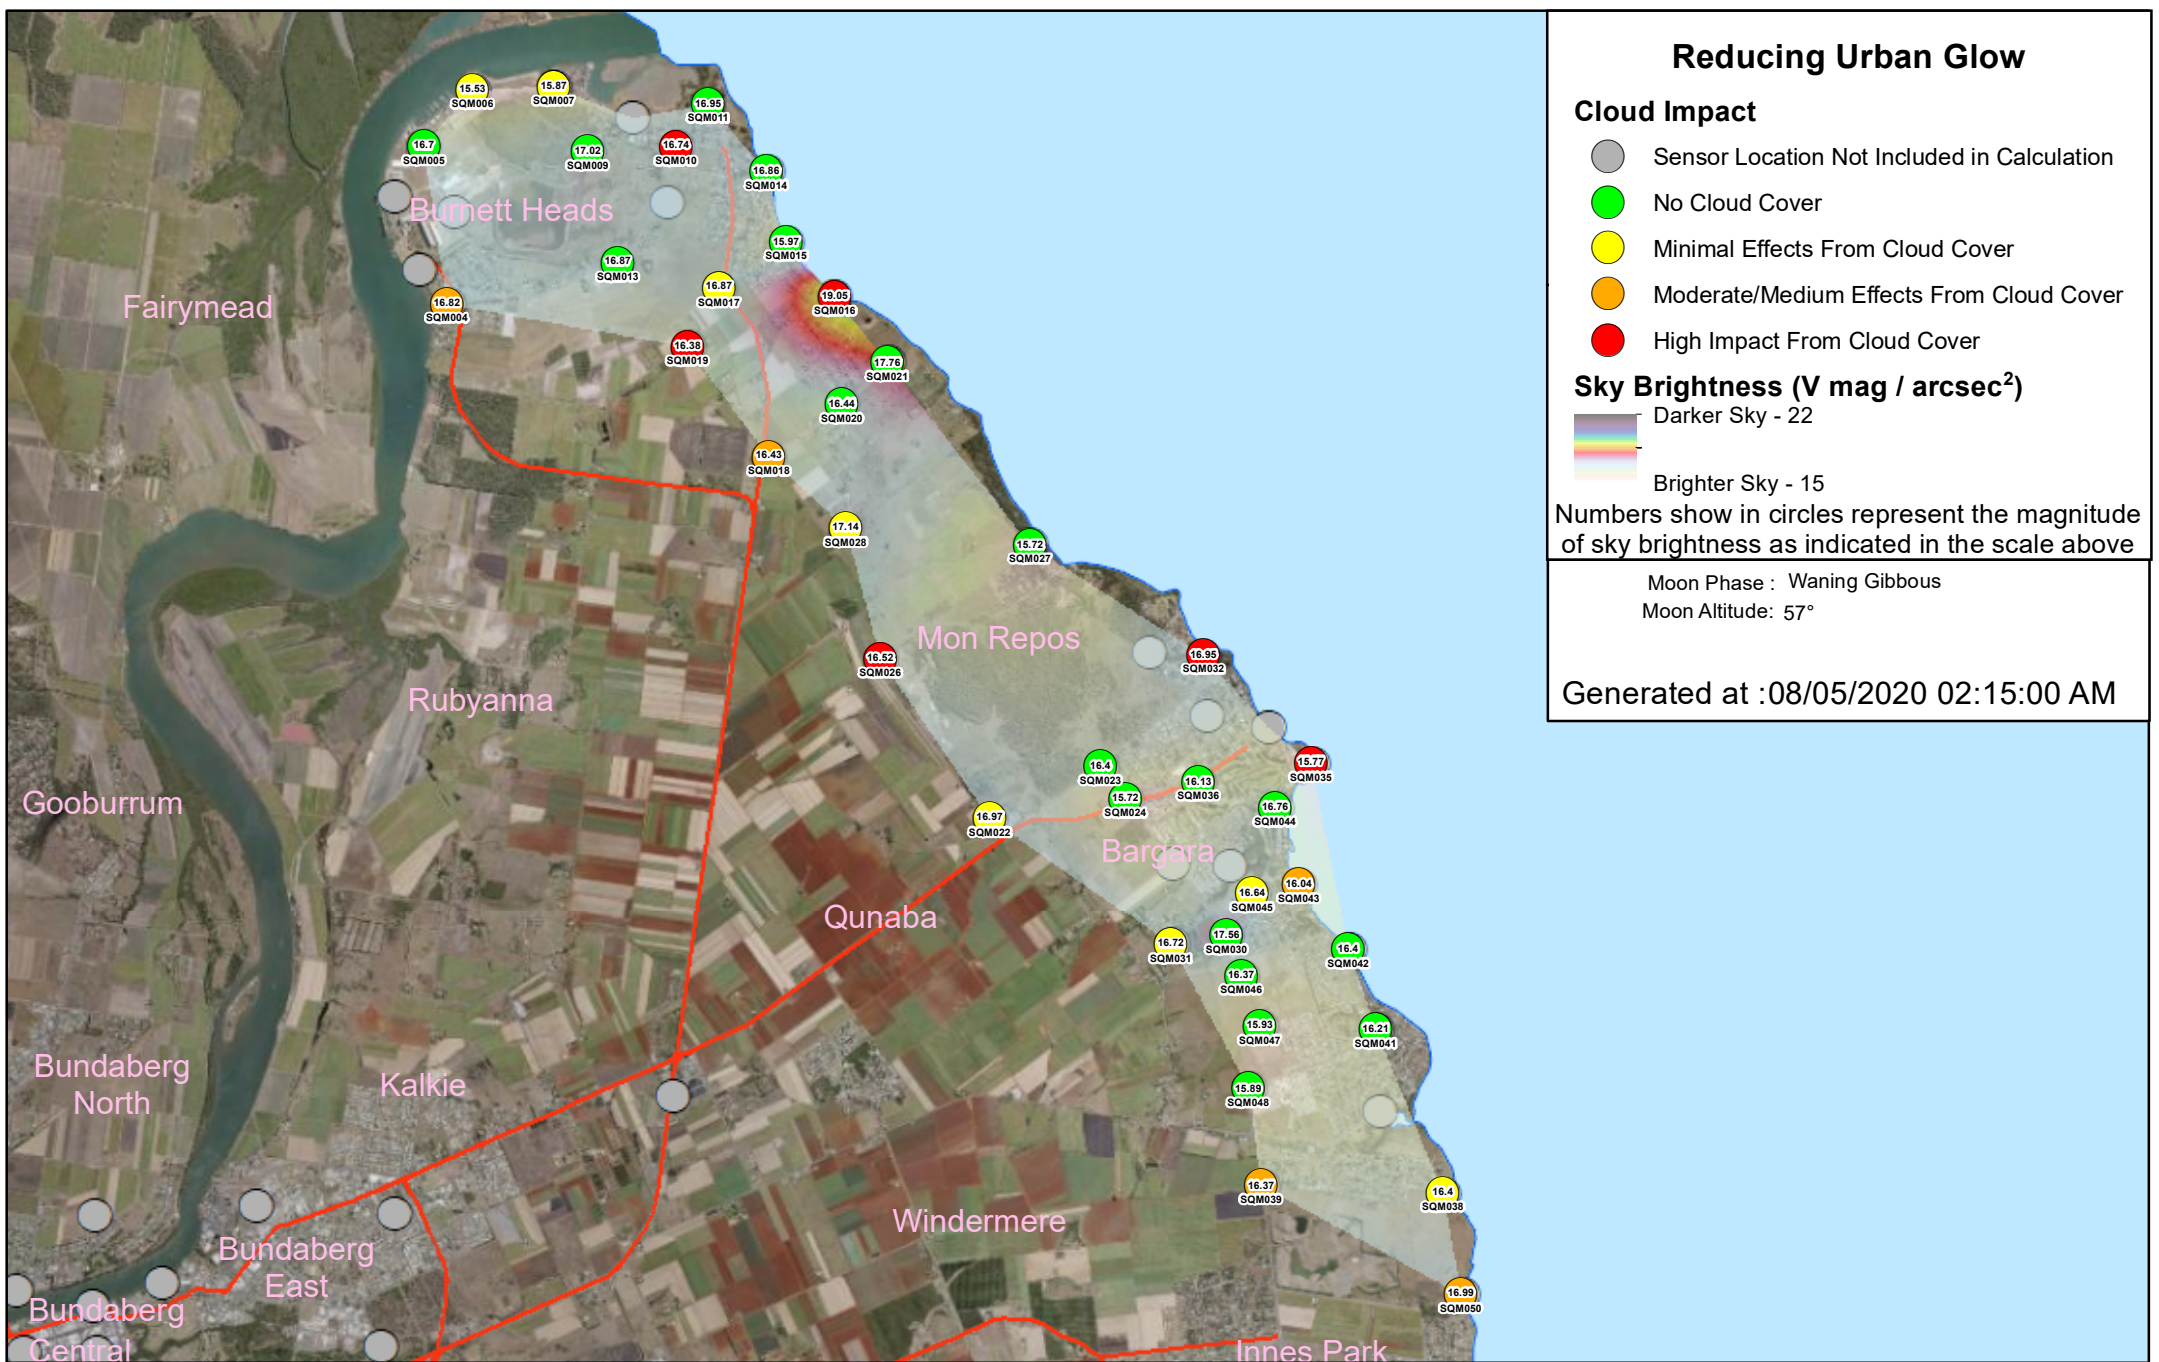 Reducing Urban Glow
Cloud Impact
Sensor Location Not Included in Calculation
No Cloud Cover
Minimal Effects From Cloud Cover
Moderate/Medium Effects From Cloud Cover
High Impact From Cloud Cover
Sky Brightness (V mag / arcsec²)
Darker Sky - 22
Brighter Sky - 15
Numbers show in circles represent the magnitude
of sky brightness as indicated in the scale above
Moon Phase : Waning Gibbous
Moon Altitude: 57°
Generated at :08/05/2020 02:15:00 AM
15.53
SQM006
15.87
SQM007
16.95
SQM011
16.7
SQM005
17.02
SQM009
16.74
SQM010
16.86
SQM014
Burnett Heads
15.97
SQM015
16.87
SQM013
16.87
SQM017
19.05
SQM016
Fairymead
16.82
SQM004
16.38
SQM019
17.76
SQM021
16.44
SQM020
16.43
SQM018
17.14
SQM028
15.72
SQM027
Mon Repos
16.52
SQM026
16.95
SQM032
Rubyanna
16.4
SQM023
15.77
SQM035
16.13
SQM036
15.72
SQM024
16.76
SQM044
Gooburrum
16.97
SQM022
Bargara
16.64
SQM045
16.04
SQM043
Qunaba
16.72
SQM031
17.56
SQM030
16.4
SQM042
16.37
SQM046
15.93
SQM047
16.21
SQM041
Bundaberg
North
Kalkie
15.89
SQM048
16.37
SQM039
16.4
SQM038
Windermere
Bundaberg
East
16.99
SQM050
Bundaberg
Central
Innes Park